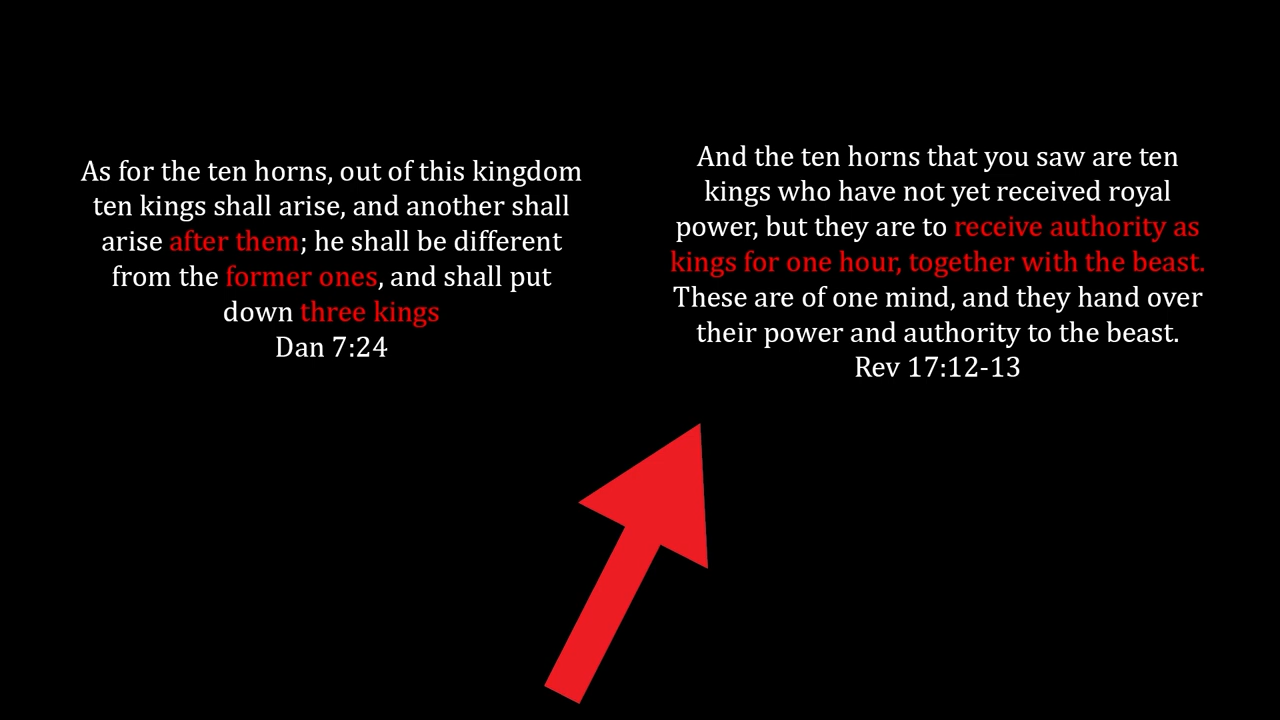 As for the ten horns, out of this kingdom
ten kings shall arise, and another shall
arise after them; he shall be different
from the former ones, and shall put
down three kings
Dan 7:24
And the ten horns that you saw are ten
kings who have not yet received royal
power, but they are to receive authority as
kings for one hour, together with the beast.
These are of one mind, and they hand over
their power and authority to the beast.
Rev 17:12-13